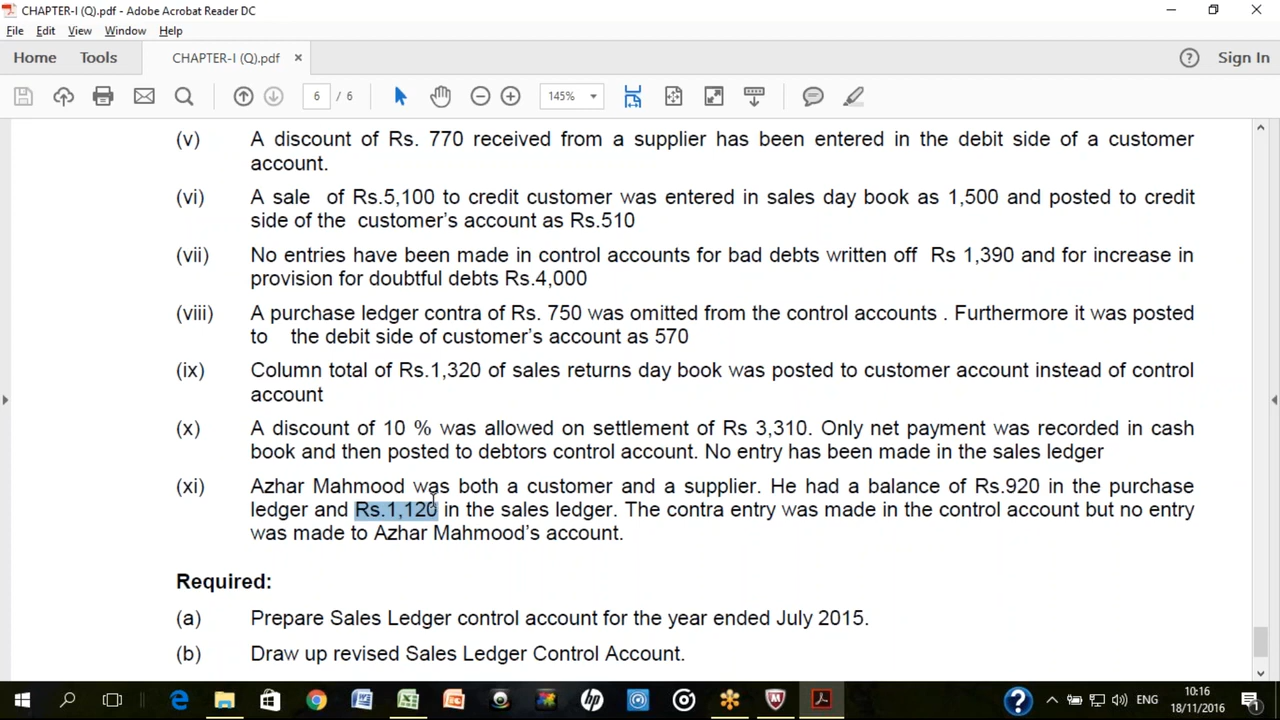 CHAPTER-I (Q).pdf - Adobe Acrobat Reader DC
File Edit View Window Help
Home Tools CHAPTER-I (Q).pdf × ? Sign In
6 / 6 145%
(v) A discount of Rs. 770 received from a supplier has been entered in the debit side of a customer
account.
(vi) A sale of Rs.5,100 to credit customer was entered in sales day book as 1,500 and posted to credit
side of the customer's account as Rs.510
(vii) No entries have been made in control accounts for bad debts written off Rs 1,390 and for increase in
provision for doubtful debts Rs.4,000
(viii) A purchase ledger contra of Rs. 750 was omitted from the control accounts . Furthermore it was posted
to the debit side of customer's account as 570
(ix) Column total of Rs.1,320 of sales returns day book was posted to customer account instead of control
account
(x) A discount of 10 % was allowed on settlement of Rs 3,310. Only net payment was recorded in cash
book and then posted to debtors control account. No entry has been made in the sales ledger
(xi) Azhar Mahmood was both a customer and a supplier. He had a balance of Rs.920 in the purchase
ledger and Rs.1,120 in the sales ledger. The contra entry was made in the control account but no entry
was made to Azhar Mahmood's account.
Required:
(a) Prepare Sales Ledger control account for the year ended July 2015.
(b) Draw up revised Sales Ledger Control Account.
hp ? ENG 10:16
18/11/2016 1